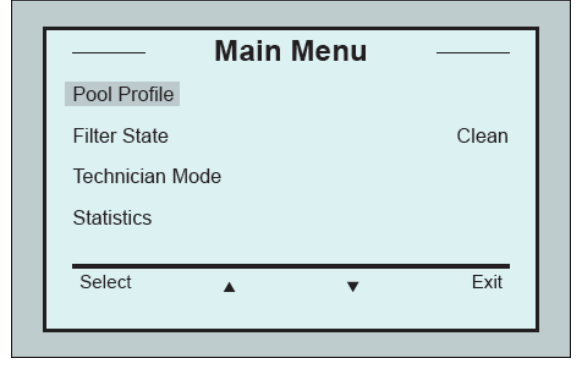 Main Menu
Pool Profile
Filter State Clean
Technician Mode
Statistics
Select ▲ ▼ Exit